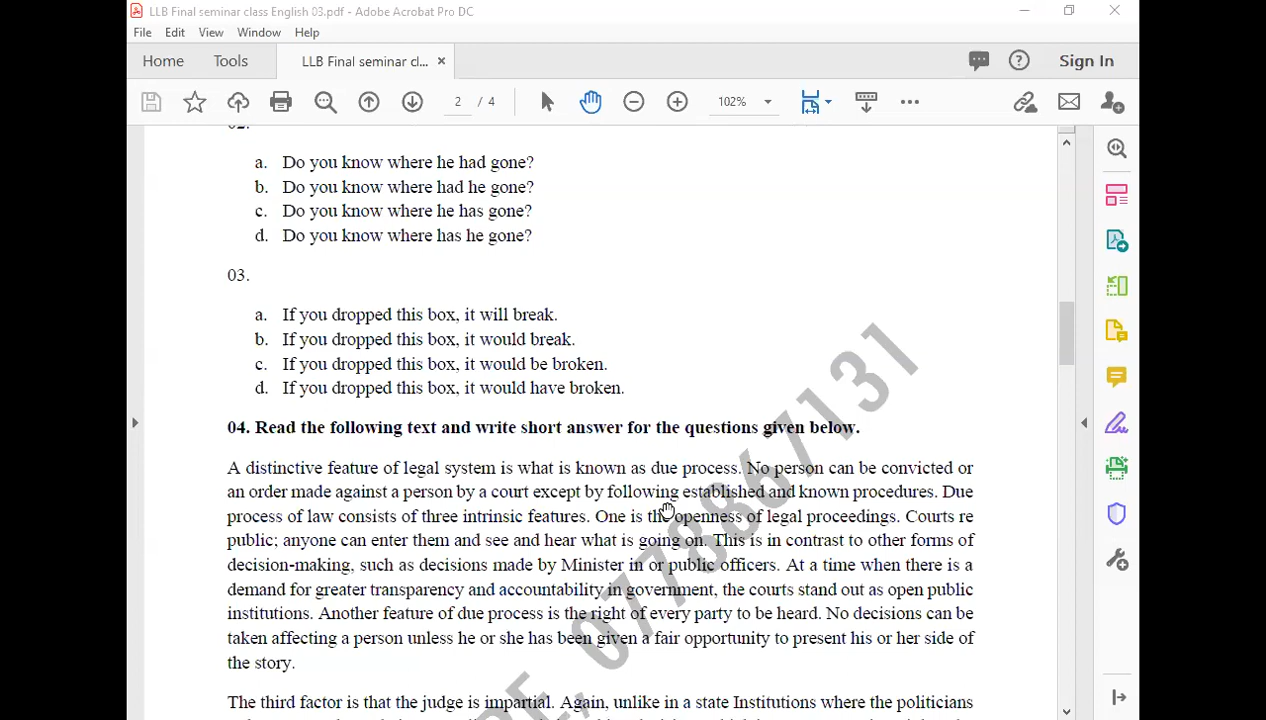 LLB Final seminar class English 03.pdf - Adobe Acrobat Pro DC
File Edit View Window Help
Home Tools LLB Final seminar cl... × Sign In
2 / 4 102%
02.
a. Do you know where he had gone?
b. Do you know where had he gone?
c. Do you know where he has gone?
d. Do you know where has he gone?
03.
a. If you dropped this box, it will break.
b. If you dropped this box, it would break.
c. If you dropped this box, it would be broken.
d. If you dropped this box, it would have broken.
04. Read the following text and write short answer for the questions given below.
A distinctive feature of legal system is what is known as due process. No person can be convicted or
an order made against a person by a court except by following established and known procedures. Due
process of law consists of three intrinsic features. One is the openness of legal proceedings. Courts re
public; anyone can enter them and see and hear what is going on. This is in contrast to other forms of
decision-making, such as decisions made by Minister in or public officers. At a time when there is a
demand for greater transparency and accountability in government, the courts stand out as open public
institutions. Another feature of due process is the right of every party to be heard. No decisions can be
taken affecting a person unless he or she has been given a fair opportunity to present his or her side of
the story.
The third factor is that the judge is impartial. Again, unlike in a state Institutions where the politicians